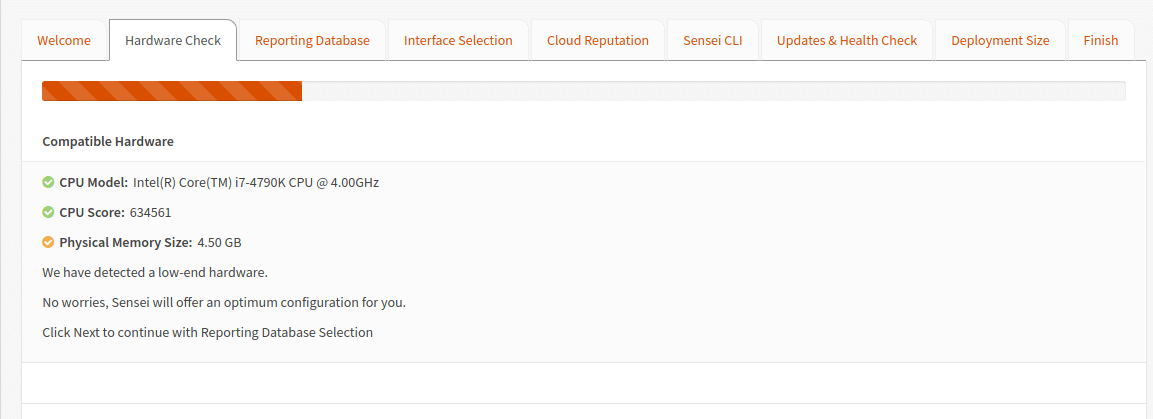 Welcome Hardware Check Reporting Database Interface Selection Cloud Reputation Sensei CLI Updates & Health Check Deployment Size Finish
Compatible Hardware
CPU Model: Intel(R) Core(TM) i7-4790K CPU @ 4.00GHz
CPU Score: 634561
Physical Memory Size: 4.50 GB
We have detected a low-end hardware.
No worries, Sensei will offer an optimum configuration for you.
Click Next to continue with Reporting Database Selection